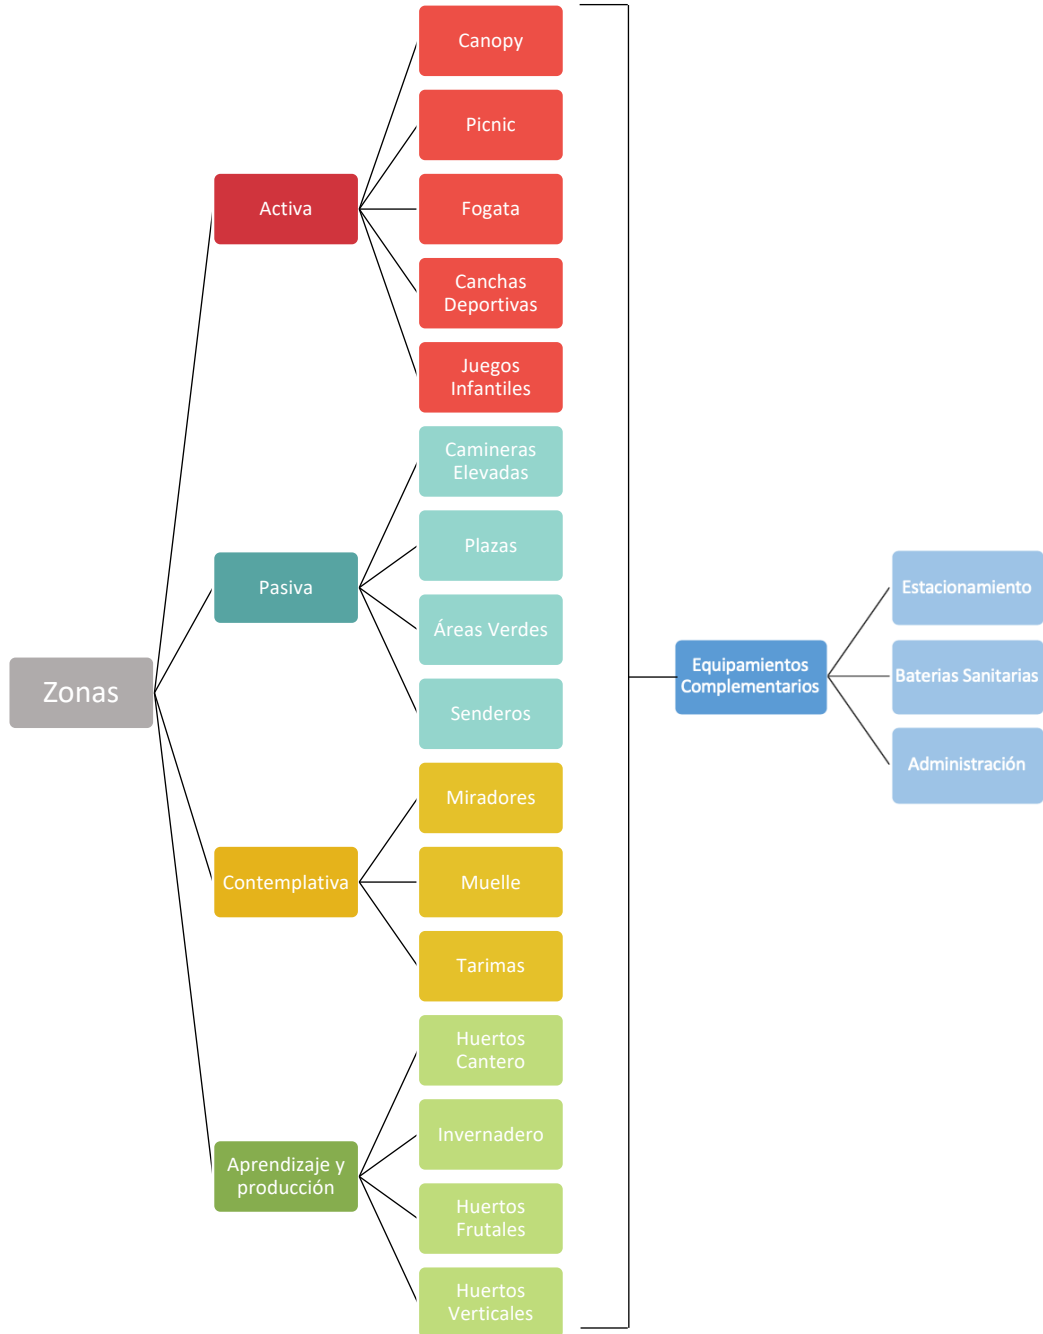 Zonas
Activa
Canopy
Picnic
Fogata
Canchas
Deportivas
Juegos
Infantiles
Pasiva
Camineras
Elevadas
Plazas
Áreas Verdes
Senderos
Contemplativa
Miradores
Muelle
Tarimas
Aprendizaje y
producción
Huertos
Cantero
Invernadero
Huertos
Frutales
Huertos
Verticales
Equipamientos
Complementarios
Estacionamiento
Baterias Sanitarias
Administración